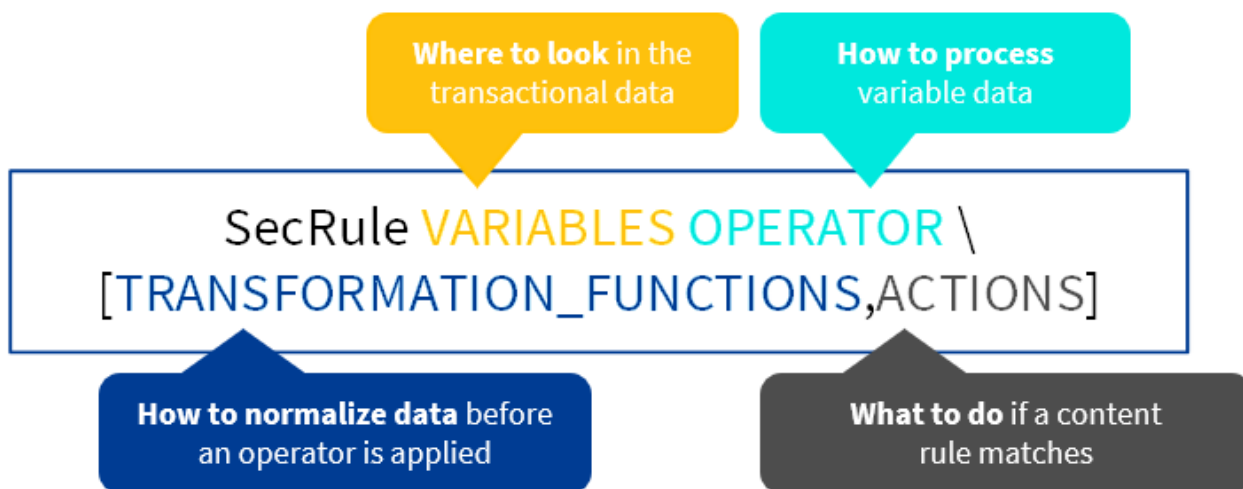 Where to look in the
transactional data
How to process
variable data
SecRule VARIABLES OPERATOR \
[TRANSFORMATION_FUNCTIONS,ACTIONS]
How to normalize data before
an operator is applied
What to do if a content
rule matches